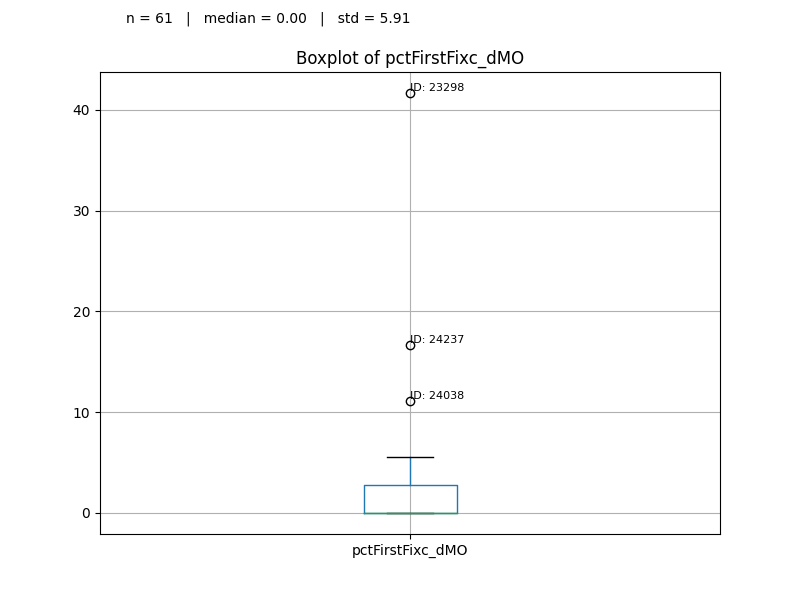 n = 61   |   median = 0.00   |   std = 5.91
Boxplot of pctFirstFixc_dMO
40
30
20
10
0
ID: 23298
ID: 24237
ID: 24038
pctFirstFixc_dMO